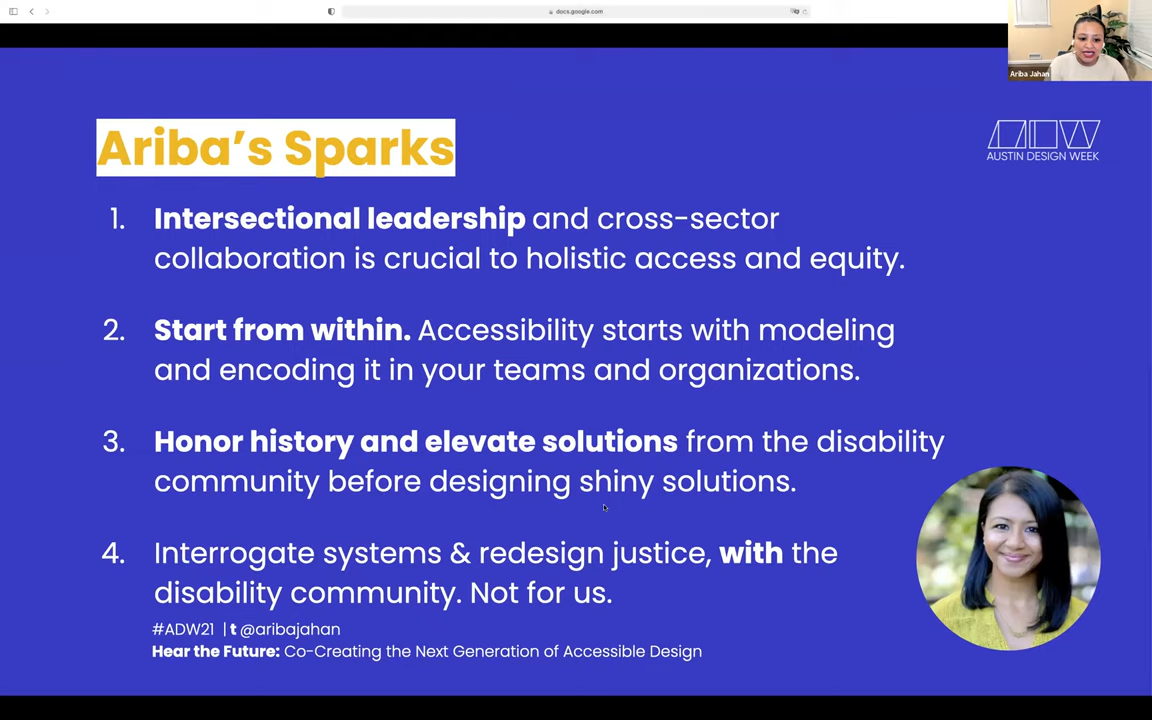 docs.google.com
Ariba Jahan
Ariba's Sparks
AUSTIN DESIGN WEEK
1. Intersectional leadership and cross-sector
collaboration is crucial to holistic access and equity.
2. Start from within. Accessibility starts with modeling
and encoding it in your teams and organizations.
3. Honor history and elevate solutions from the disability
community before designing shiny solutions.
4. Interrogate systems & redesign justice, with the
disability community. Not for us.
#ADW21 | t @aribajahan
Hear the Future: Co-Creating the Next Generation of Accessible Design